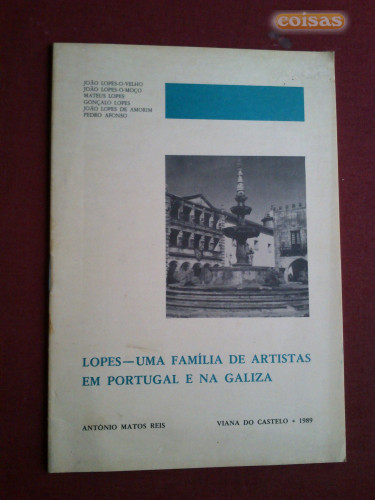 coisas
JOÃO LOPES-O-VELHO
JOÃO LOPES-O-MOÇO
MATEUS LOPES
GONÇALO LOPES
JOÃO LOPES DE AMORIM
PEDRO AFONSO
LOPES — UMA FAMÍLIA DE ARTISTAS
EM PORTUGAL E NA GALIZA
ANTÓNIO MATOS REIS VIANA DO CASTELO • 1989